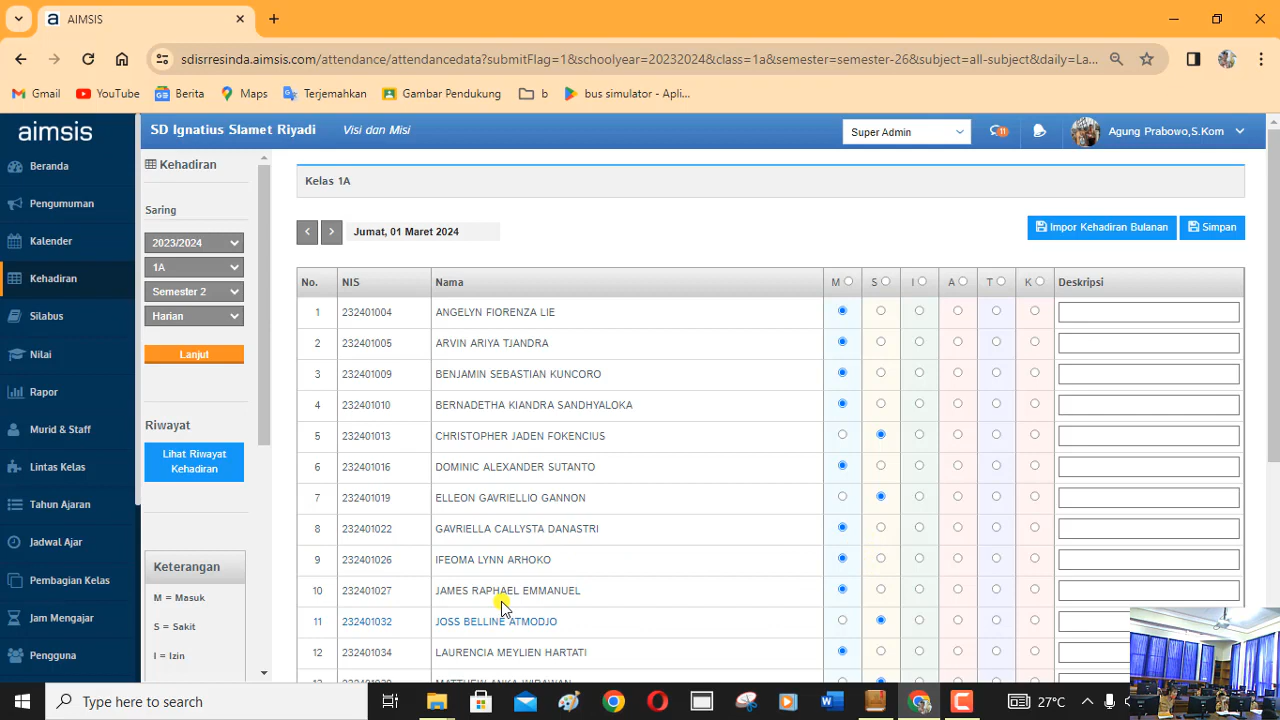 AIMSIS
sdisrresinda.aimsis.com/attendance/attendancedata?submitFlag=1&schoolyear=20232024&class=1a&semester=semester-26&subject=all-subject&daily=La...
Gmail YouTube Berita Maps Terjemahkan Gambar Pendukung b bus simulator - Apli...
aimsis
SD Ignatius Slamet Riyadi Visi dan Misi Super Admin 11 Agung Prabowo,S.Kom
Beranda
Pengumuman
Kalender
Kehadiran
Silabus
Nilai
Rapor
Murid & Staff
Lintas Kelas
Tahun Ajaran
Jadwal Ajar
Pembagian Kelas
Jam Mengajar
Pengguna
Kehadiran
Saring
2023/2024
1A
Semester 2
Harian
Lanjut
Riwayat
Lihat Riwayat
Kehadiran
Keterangan
M = Masuk
S = Sakit
I = Izin
Kelas 1A
< > Jumat, 01 Maret 2024 Impor Kehadiran Bulanan Simpan
No. NIS Nama M S I A T K Deskripsi
1 232401004 ANGELYN FIORENZA LIE
2 232401005 ARVIN ARIYA TJANDRA
3 232401009 BENJAMIN SEBASTIAN KUNCORO
4 232401010 BERNADETHA KIANDRA SANDHYALOKA
5 232401013 CHRISTOPHER JADEN FOKENCIUS
6 232401016 DOMINIC ALEXANDER SUTANTO
7 232401019 ELLEON GAVRIELLIO GANNON
8 232401022 GAVRIELLA CALLYSTA DANASTRI
9 232401026 IFEOMA LYNN ARHOKO
10 232401027 JAMES RAPHAEL EMMANUEL
11 232401032 JOSS BELLINE ATMODJO
12 232401034 LAURENCIA MEYLIEN HARTATI
Type here to search
27°C